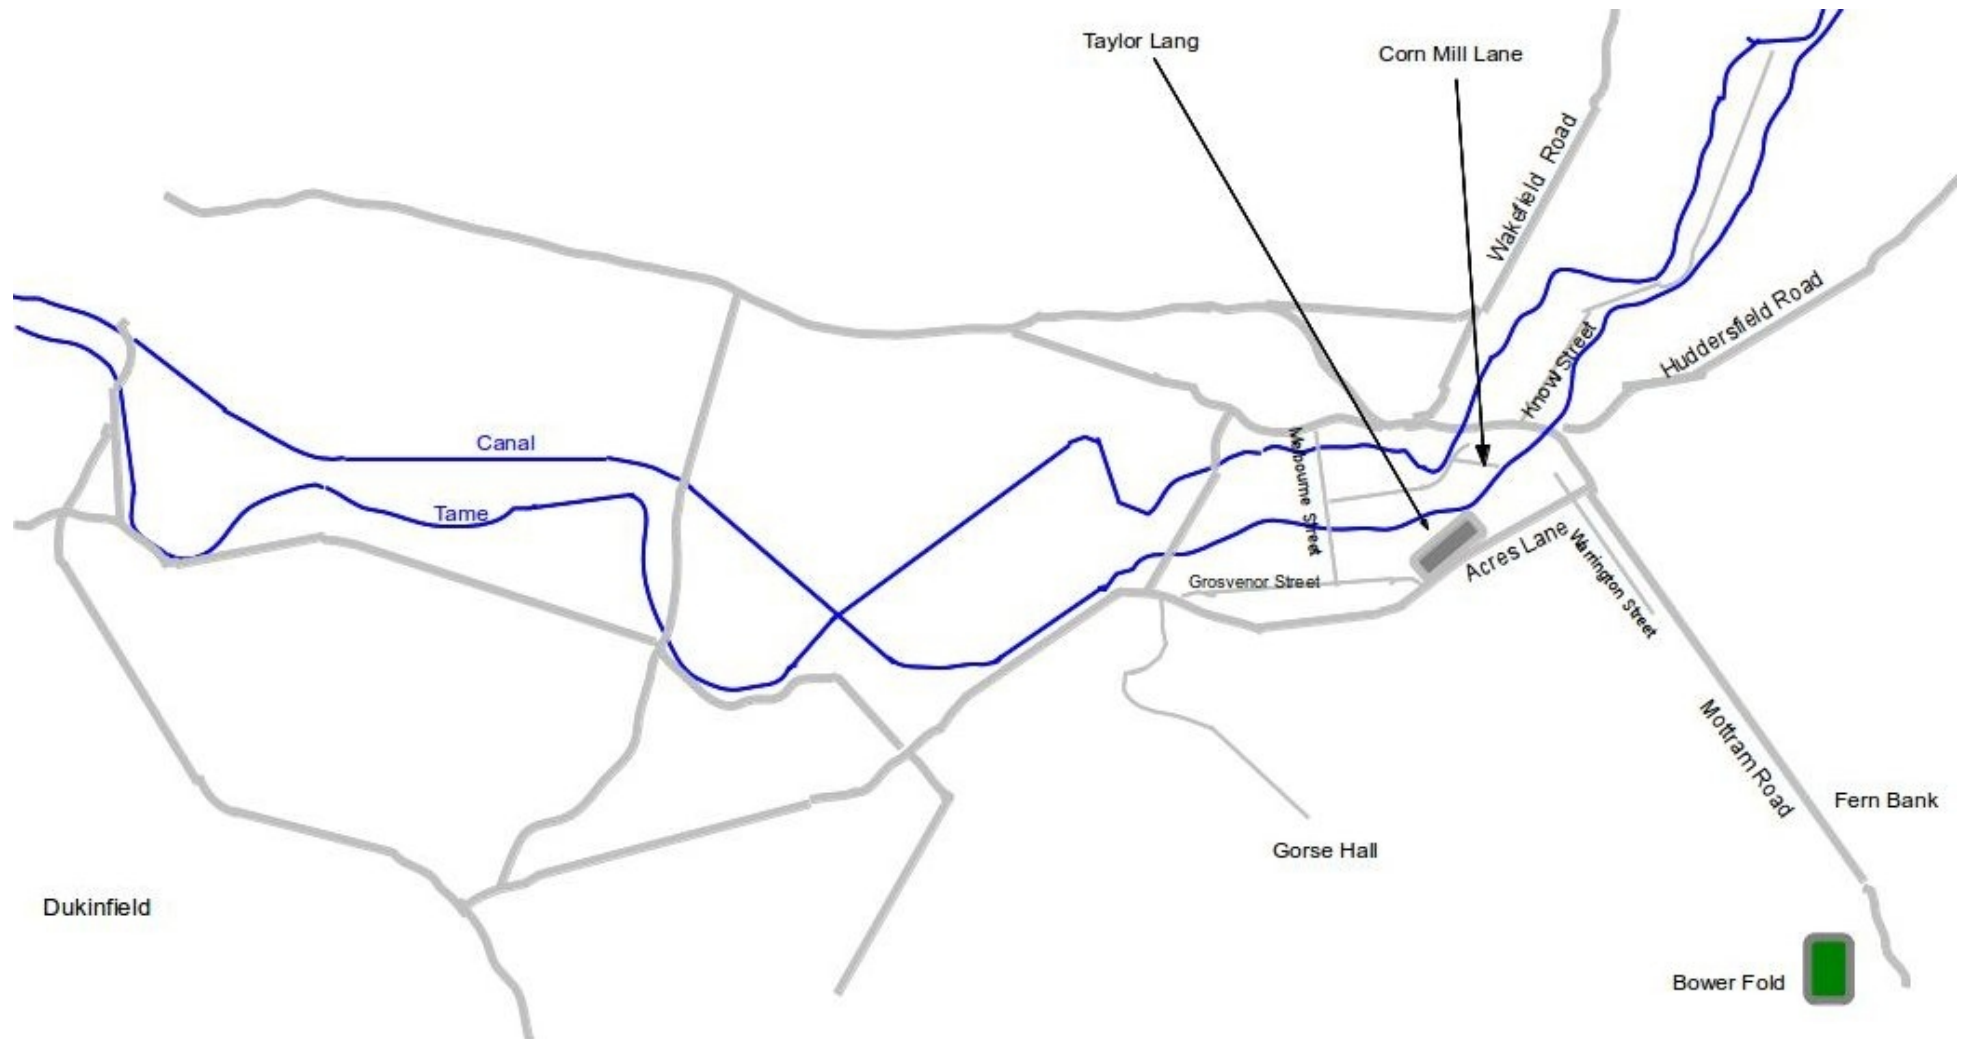 Taylor Lang
Corn Mill Lane
Wakefield Road
Huddersfield Road
Know Street
Canal
Melbourne Street
Tame
Acres Lane
Warrington Street
Grosvenor Street
Mottram Road
Fern Bank
Gorse Hall
Dukinfield
Bower Fold